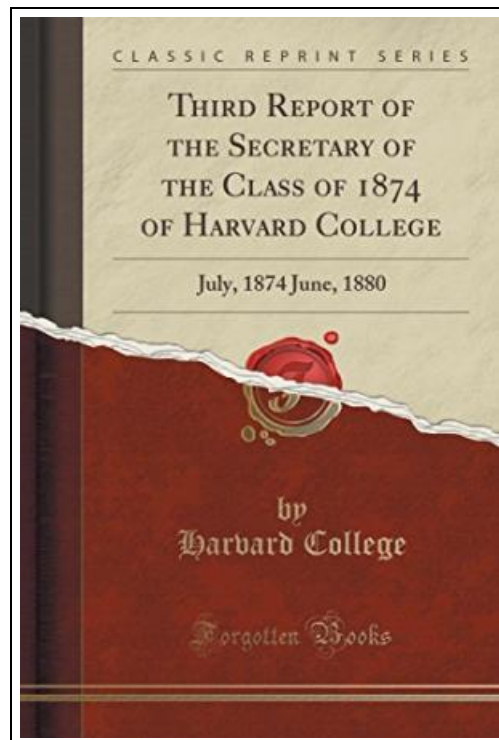 CLASSIC REPRINT SERIES
THIRD REPORT OF
THE SECRETARY OF
THE CLASS OF 1874
OF HARVARD COLLEGE
July, 1874 June, 1880
by
Harvard College
Forgotten Books